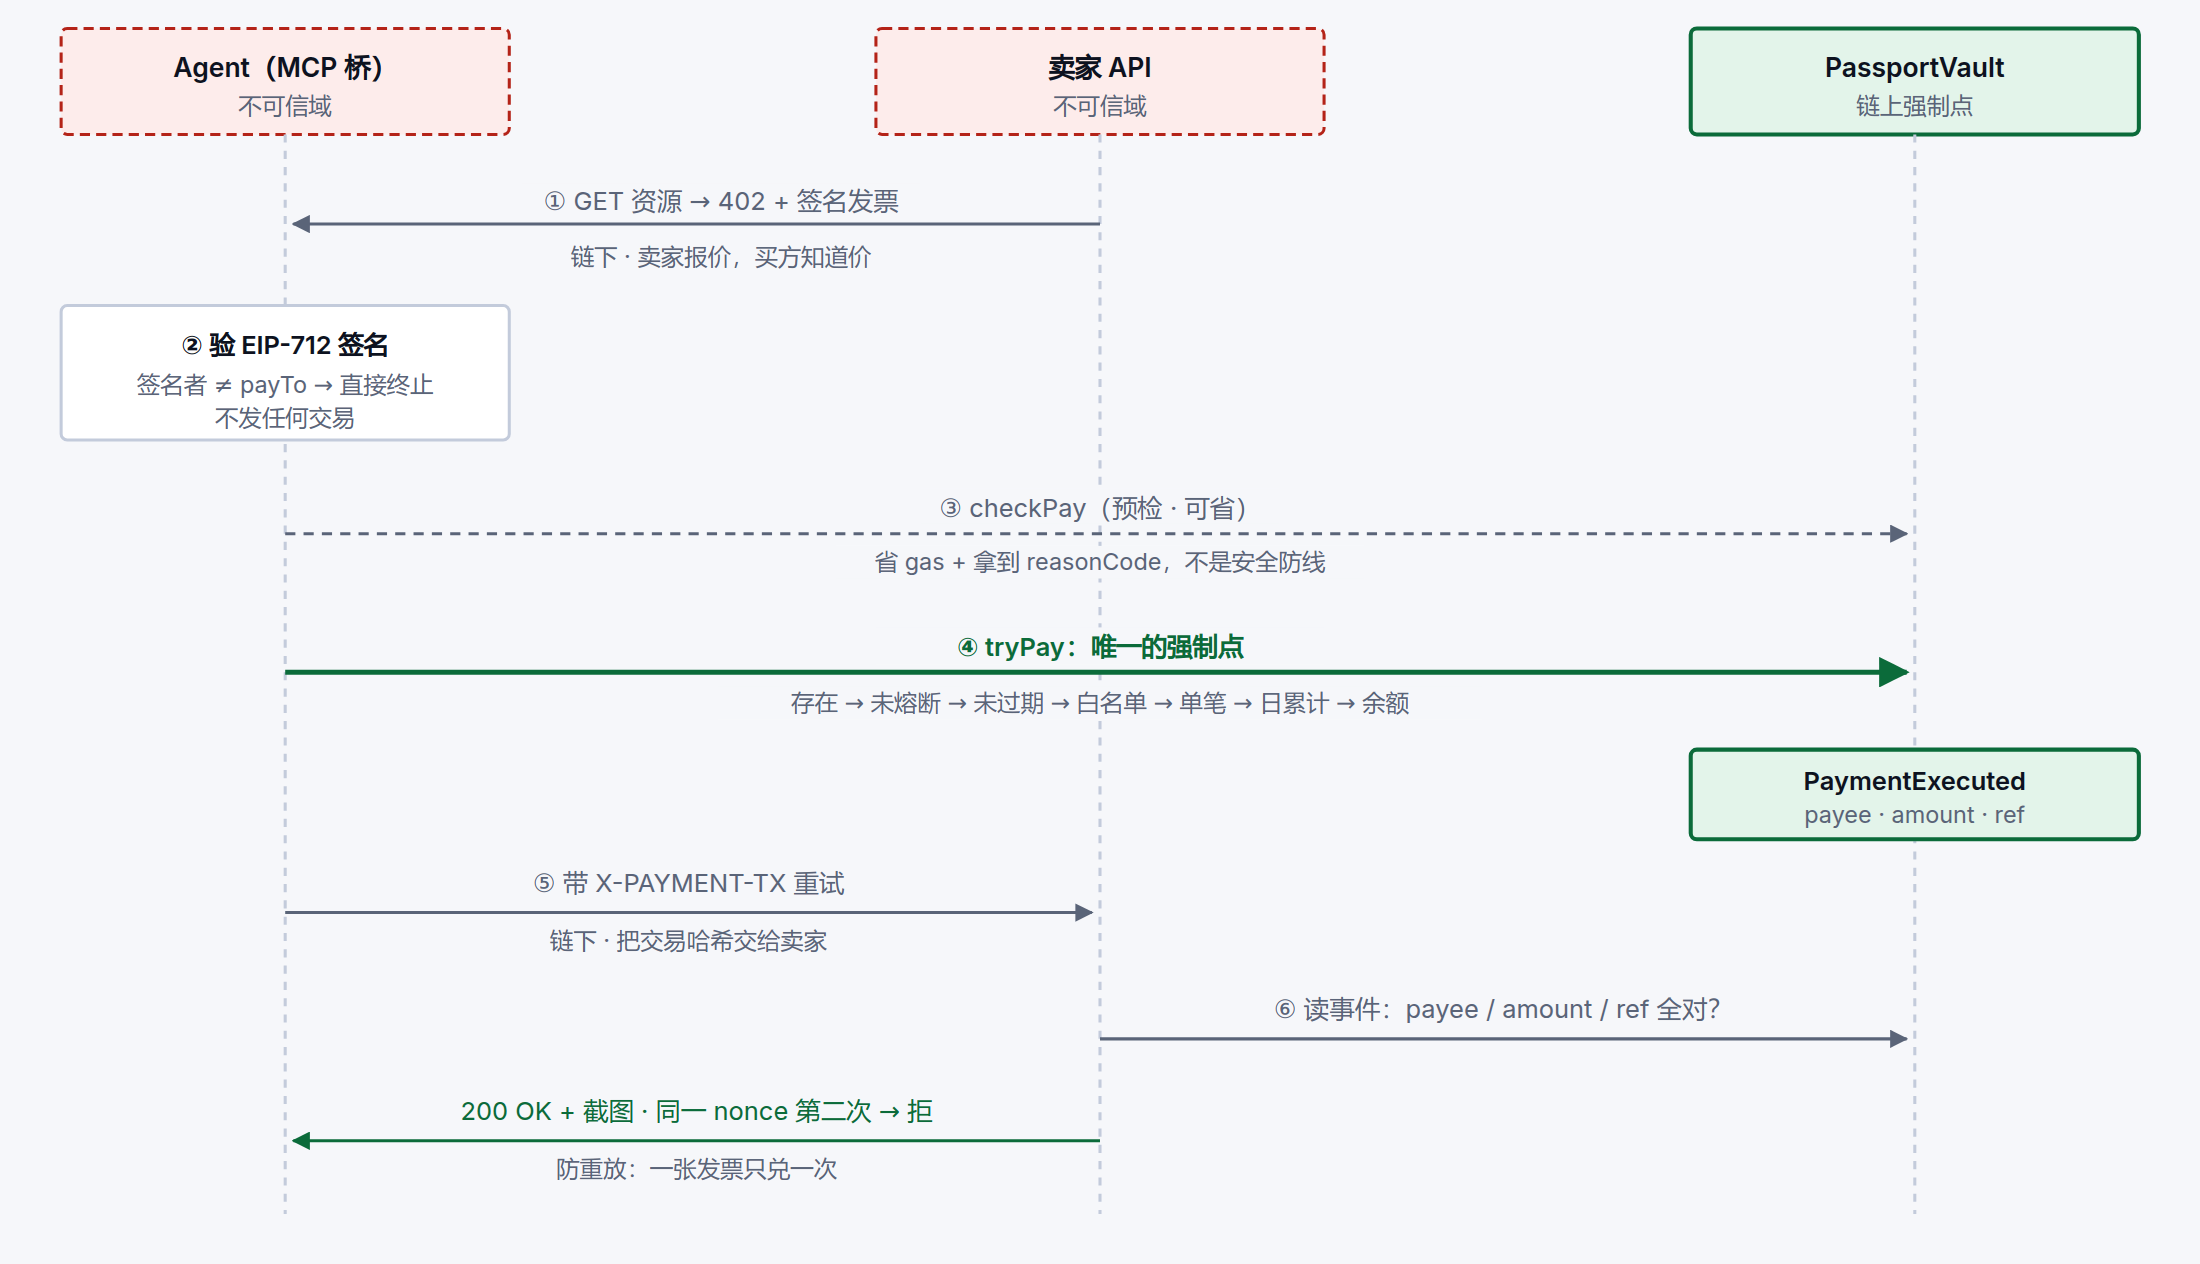 Agent（MCP 桥）
不可信域
卖家 API
不可信域
PassportVault
链上强制点
① GET 资源 → 402 + 签名发票
链下 · 卖家报价，买方知道价
② 验 EIP-712 签名
签名者 ≠ payTo → 直接终止
不发任何交易
③ checkPay（预检 · 可省）
省 gas + 拿到 reasonCode，不是安全防线
④ tryPay：唯一的强制点
存在 → 未熔断 → 未过期 → 白名单 → 单笔 → 日累计 → 余额
PaymentExecuted
payee · amount · ref
⑤ 带 X-PAYMENT-TX 重试
链下 · 把交易哈希交给卖家
⑥ 读事件：payee / amount / ref 全对？
200 OK + 截图 · 同一 nonce 第二次 → 拒
防重放：一张发票只兑一次